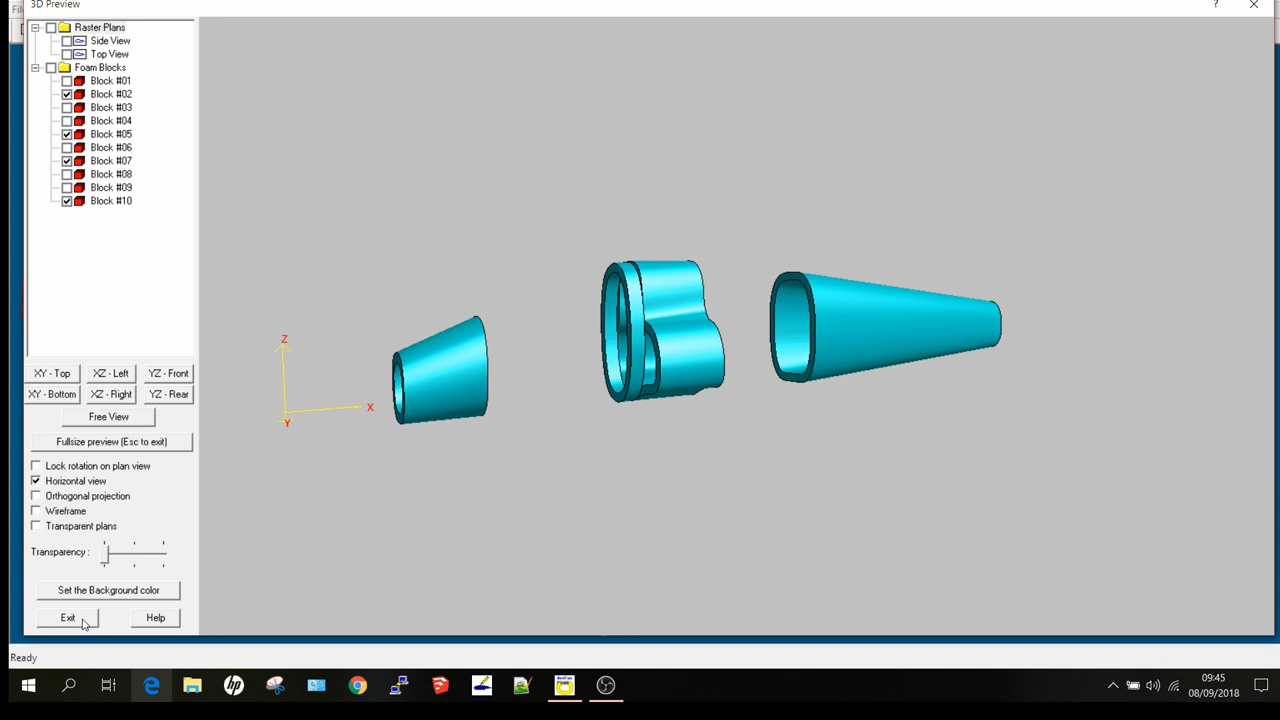 3D Preview
?
Raster Plans
Side View
Top View
Foam Blocks
Block #01
Block #02
Block #03
Block #04
Block #05
Block #06
Block #07
Block #08
Block #09
Block #10
XY - Top
XZ - Left
YZ - Front
XY - Bottom
XZ - Right
YZ - Rear
Free View
Fullsize preview (Esc to exit)
Lock rotation on plan view
Horizontal view
Orthogonal projection
Wireframe
Transparent plans
Transparency :
Set the Background color
Exit
Help
Z
X
Y
Ready
hp
09:45
08/09/2018